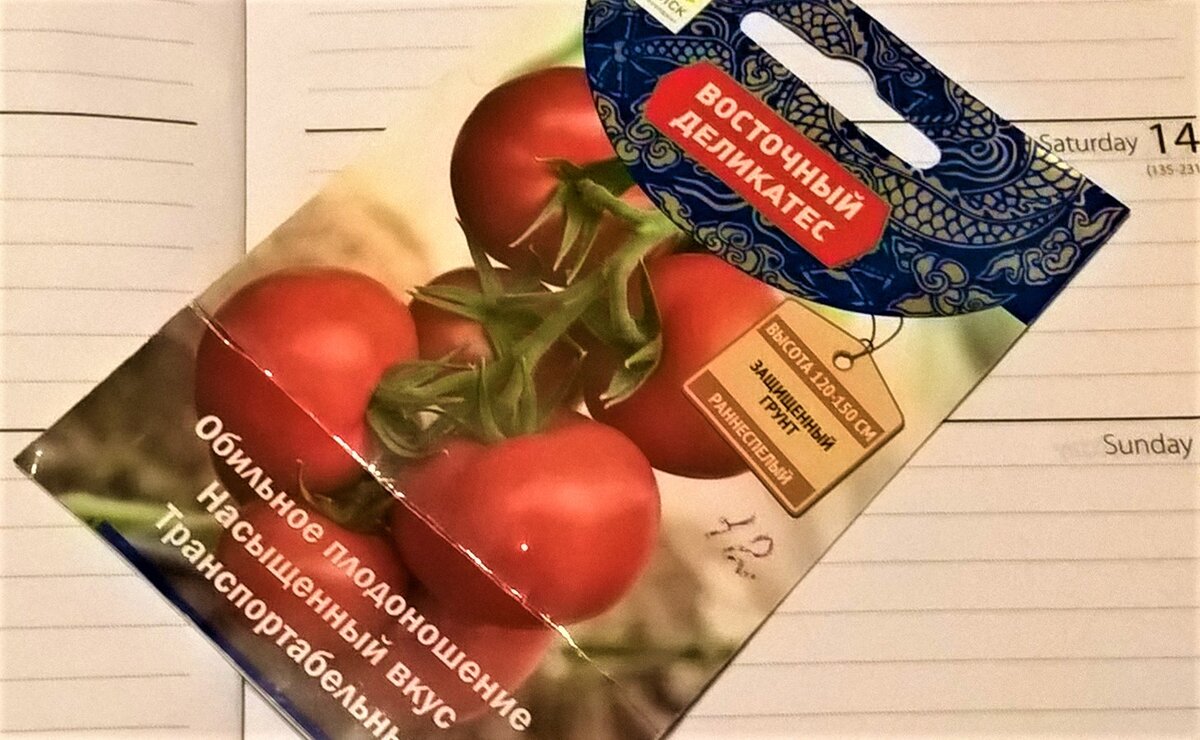 ВОСТОЧНЫЙ
ДЕЛИКАТЕС
Saturday 14
ВЫСОТА 120-150 СМ
ЗАЩИЩЕННЫЙ
ГРУНТ
РАННЕСПЕЛЫЙ
Sunday
Обильное плодоношение
Насыщенный вкус